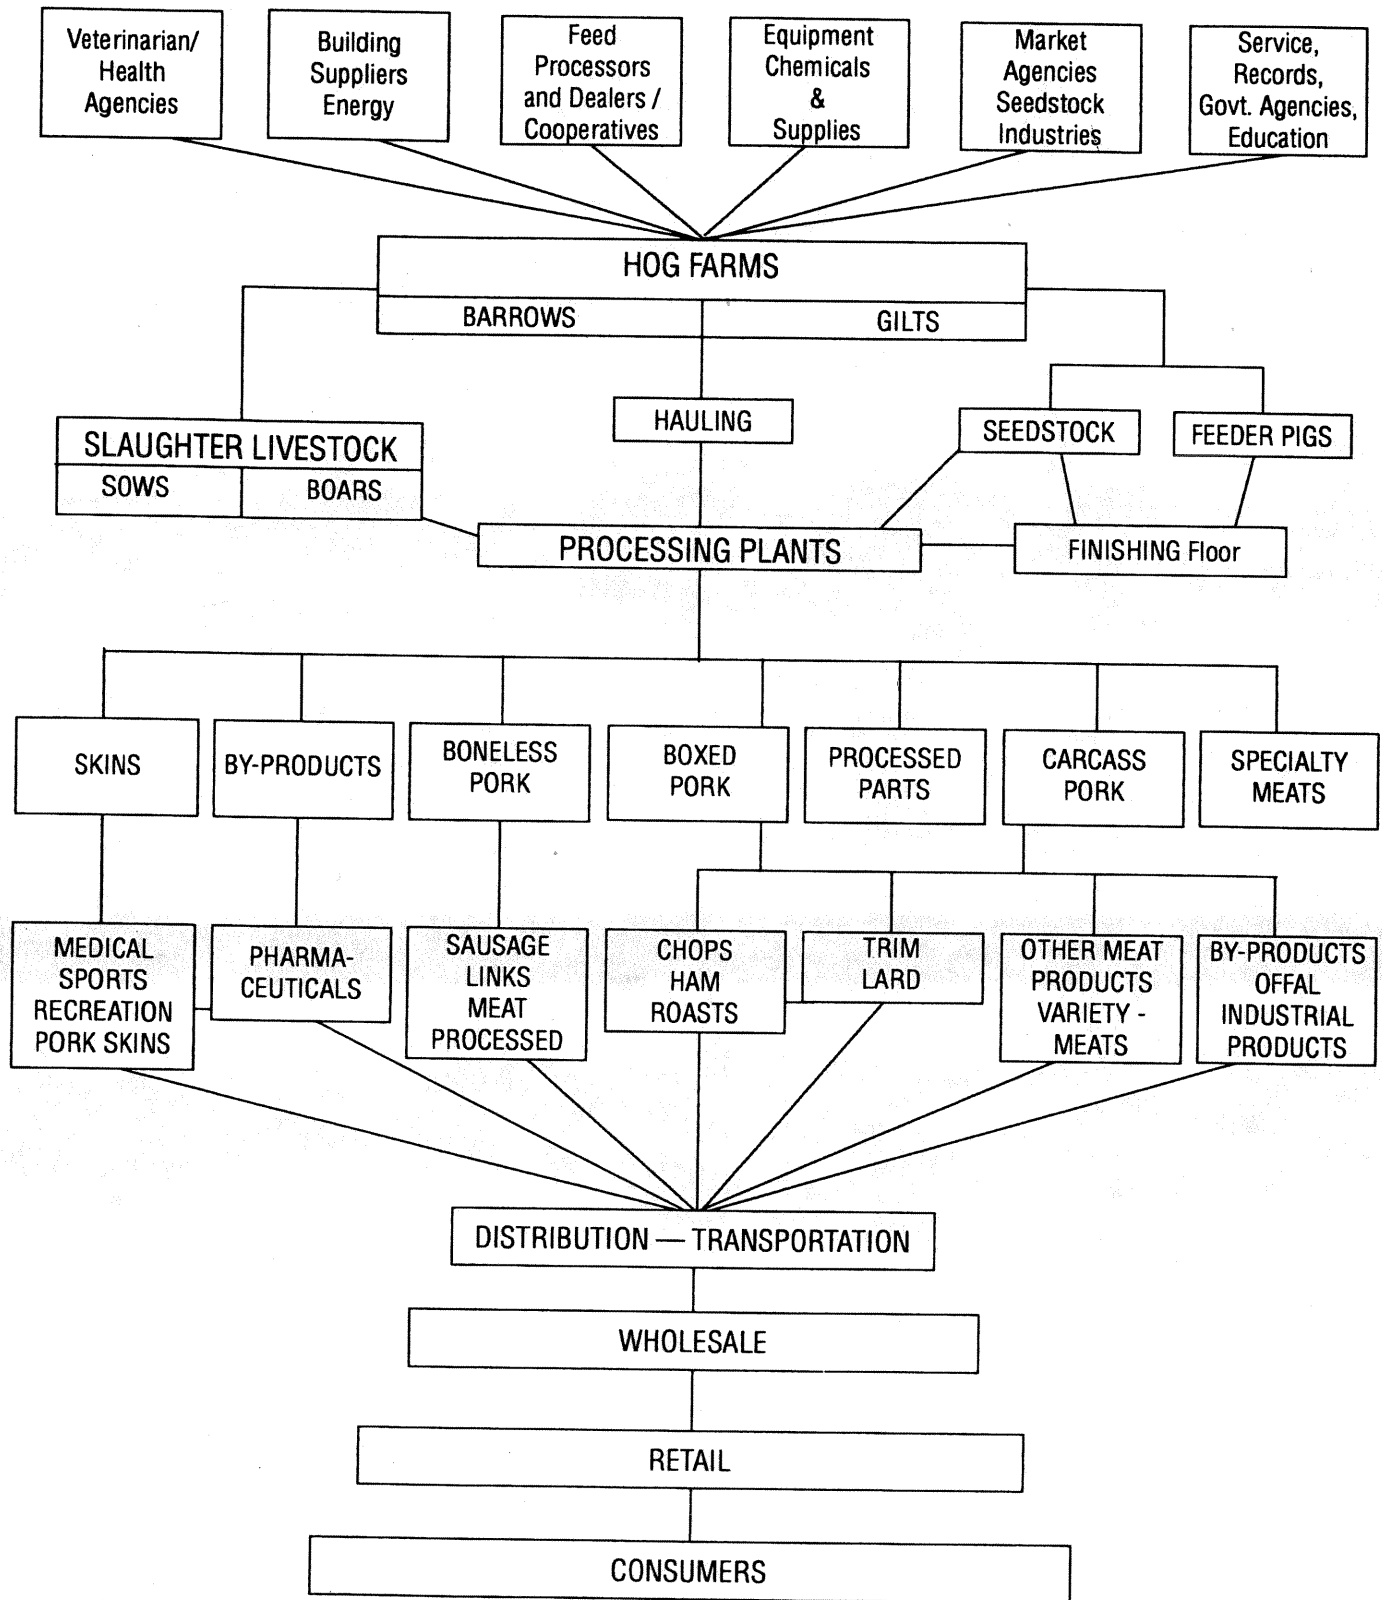 Veterinarian/
Health
Agencies
Building
Suppliers
Energy
Feed
Processors
and Dealers /
Cooperatives
Equipment
Chemicals
&
Supplies
Market
Agencies
Seedstock
Industries
Service,
Records,
Govt. Agencies,
Education
HOG FARMS
BARROWS
GILTS
HAULING
SLAUGHTER LIVESTOCK
SOWS
BOARS
SEEDSTOCK
FEEDER PIGS
PROCESSING PLANTS
FINISHING Floor
SKINS
BY-PRODUCTS
BONELESS
PORK
BOXED
PORK
PROCESSED
PARTS
CARCASS
PORK
SPECIALTY
MEATS
MEDICAL
SPORTS
RECREATION
PORK SKINS
PHARMA-
CEUTICALS
SAUSAGE
LINKS
MEAT
PROCESSED
CHOPS
HAM
ROASTS
TRIM
LARD
OTHER MEAT
PRODUCTS
VARIETY -
MEATS
BY-PRODUCTS
OFFAL
INDUSTRIAL
PRODUCTS
DISTRIBUTION — TRANSPORTATION
WHOLESALE
RETAIL
CONSUMERS